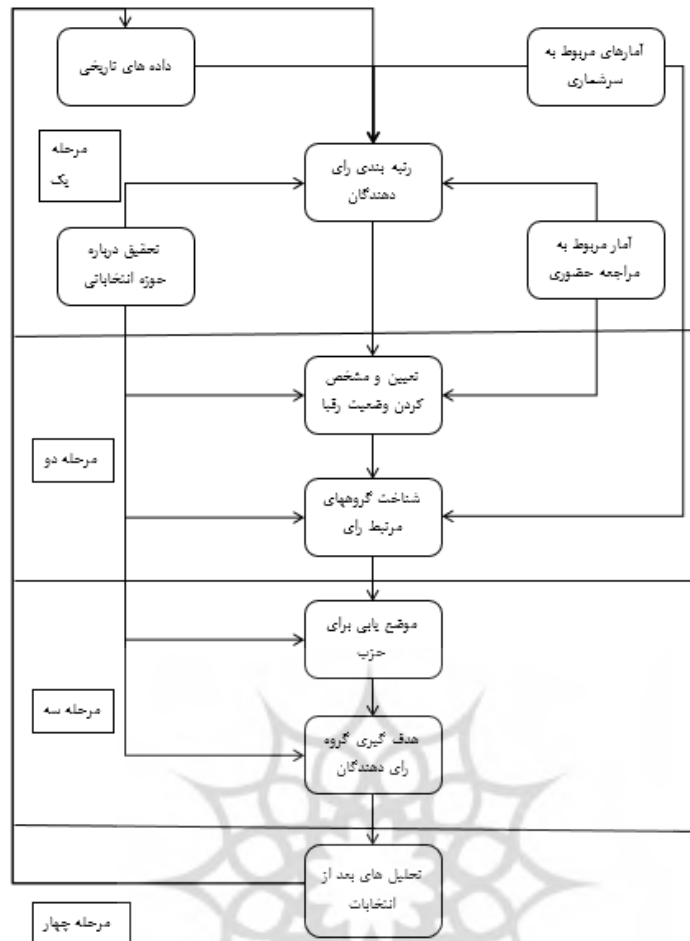 آمارهای مربوط به
سرشماری
داده های تاریخی
مرحله
یک
رتبه بندی رای
دهندگان
آمار مربوط به
مراجعه حضوری
تحقیق درباره
حوزه انتخاباتی
تعیین و مشخص
کردن وضعیت رقبا
مرحله دو
شناخت گروههای
مرتبط رای
موضع یابی برای
حزب
مرحله سه
هدف گیری گروه
رای دهندگان
تحلیل های بعد از
انتخابات
مرحله چهار